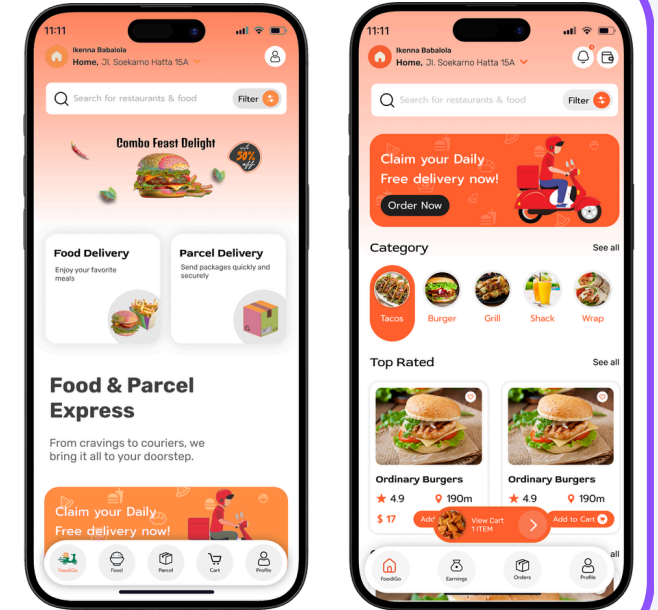 11:11
Ikenna Babalola
Home, Jl. Soekarno Hatta 15A
Search for restaurants & food
Filter
Combo Feast Delight
50%
off
Food Delivery
Enjoy your favorite
meals
Parcel Delivery
Send packages quickly and
securely
Food & Parcel
Express
From cravings to couriers, we
bring it all to your doorstep.
Claim your Daily
Free delivery now!
FoodiGo
Food
Parcel
Cart
Profile
11:11
Ikenna Babalola
Home, Jl. Soekarno Hatta 15A
Search for restaurants & food
Filter
Claim your Daily
Free delivery now!
Order Now
Category
See all
Tacos
Burger
Grill
Shack
Wrap
Top Rated
See all
Ordinary Burgers
4.9
190m
$ 17
Add
Ordinary Burgers
4.9
190m
Add to Cart
View Cart
1 ITEM
all
FoodiGo
Earnings
Orders
Profile